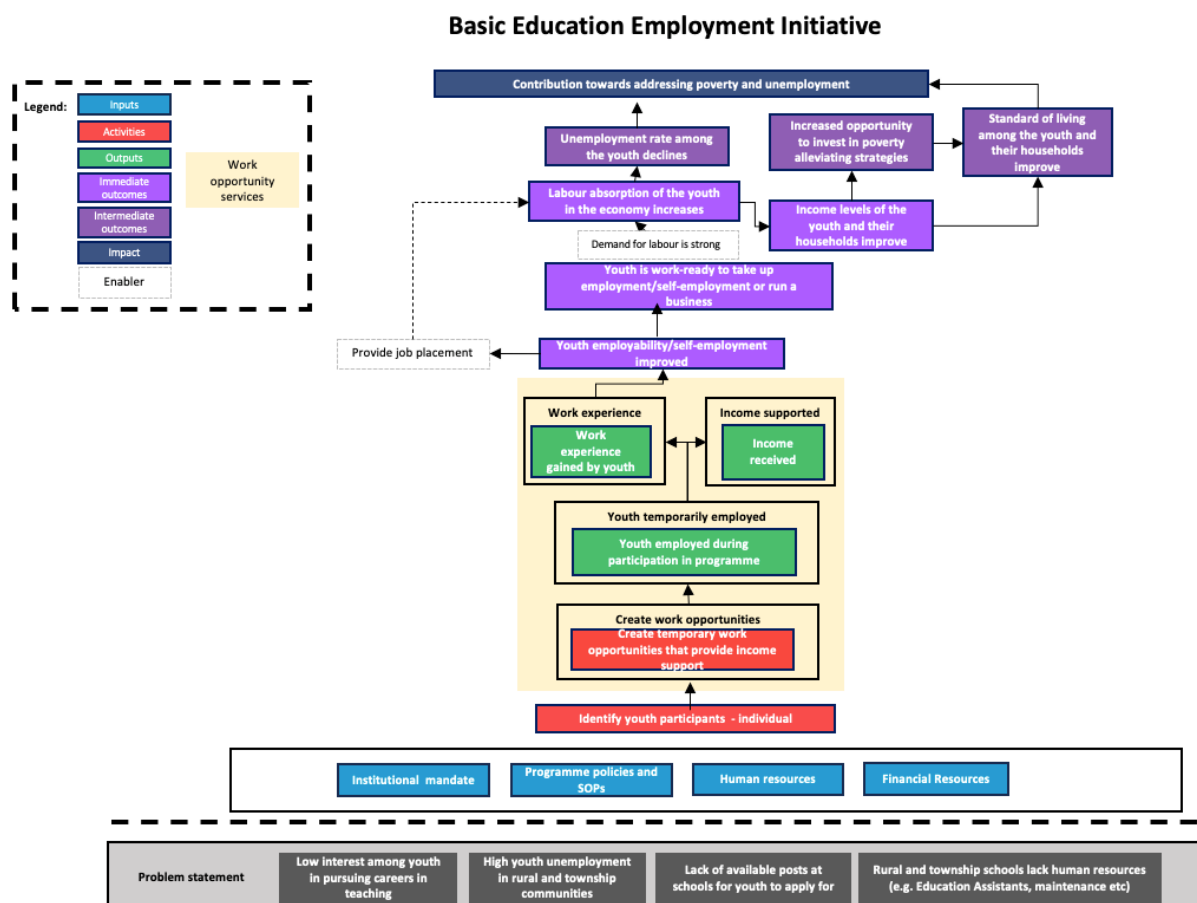 Basic Education Employment Initiative
Legend:
Inputs
Activities
Outputs
Immediate
outcomes
Intermediate
outcomes
Impact
Enabler
Work
opportunity
services
Contribution towards addressing poverty and unemployment
Unemployment rate among
the youth declines
Increased opportunity
to invest in poverty
alleviating strategies
Standard of living
among the youth and
their households
improve
Labour absorption of the youth
in the economy increases
Income levels of the
youth and their
households improve
Demand for labour is strong
Youth is work-ready to take up
employment/self-employment or run a
business
Provide job placement
Youth employability/self-employment
improved
Work experience
Work
experience
gained by youth
Income supported
Income
received
Youth temporarily employed
Youth employed during
participation in programme
Create work opportunities
Create temporary work
opportunities that provide income
support
Identify youth participants - individual
Institutional mandate
Programme policies and
SOPs
Human resources
Financial Resources
Problem statement
Low interest among youth
in pursuing careers in
teaching
High youth unemployment
in rural and township
communities
Lack of available posts at
schools for youth to apply for
Rural and township schools lack human resources
(e.g. Education Assistants, maintenance etc)